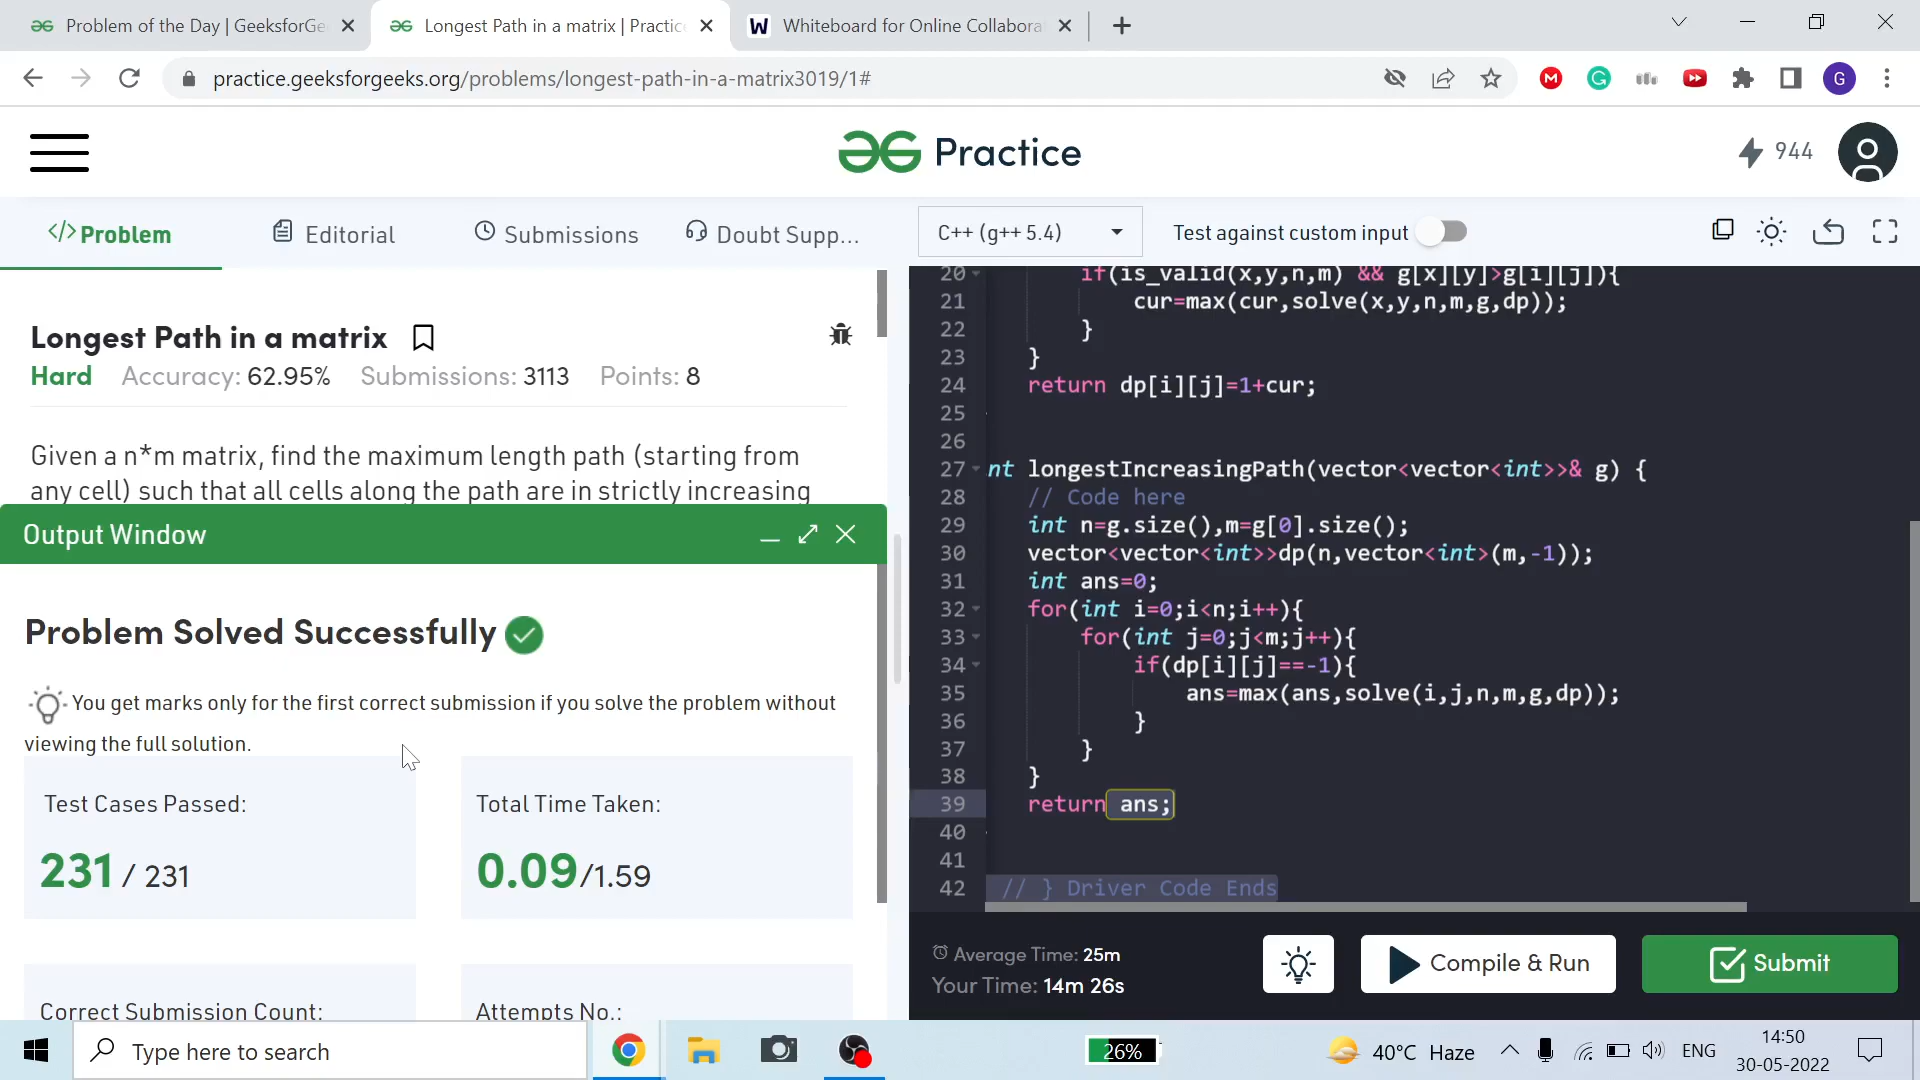 Problem of the Day | GeeksforGe
Longest Path in a matrix | Practic
W Whiteboard for Online Collabora
practice.geeksforgeeks.org/problems/longest-path-in-a-matrix3019/1#
M
G
G
Practice
944
</> Problem
Editorial
Submissions
Doubt Supp...
C++ (g++ 5.4)
Test against custom input
Longest Path in a matrix
Hard Accuracy: 62.95% Submissions: 3113 Points: 8
Given a n*m matrix, find the maximum length path (starting from
any cell) such that all cells along the path are in strictly increasing
Output Window
Problem Solved Successfully
You get marks only for the first correct submission if you solve the problem without
viewing the full solution.
Test Cases Passed:
231 / 231
Total Time Taken:
0.09/1.59
Correct Submission Count:
Attempts No.:
20 if(is_valid(x,y,n,m) && g[x][y]>g[i][j]){
21 cur=max(cur,solve(x,y,n,m,g,dp));
22 }
23 }
24 return dp[i][j]=1+cur;
25
26
27 nt longestIncreasingPath(vector<vector<int>>& g) {
28 // Code here
29 int n=g.size(),m=g[0].size();
30 vector<vector<int>>dp(n,vector<int>(m,-1));
31 int ans=0;
32 for(int i=0;i<n;i++){
33 for(int j=0;j<m;j++){
34 if(dp[i][j]==-1){
35 ans=max(ans,solve(i,j,n,m,g,dp));
36 }
37 }
38 }
39 return ans;
40
41
42 // } Driver Code Ends
Average Time: 25m
Your Time: 14m 26s
Compile & Run
Submit
Type here to search
26%
40°C Haze
ENG
14:50
30-05-2022